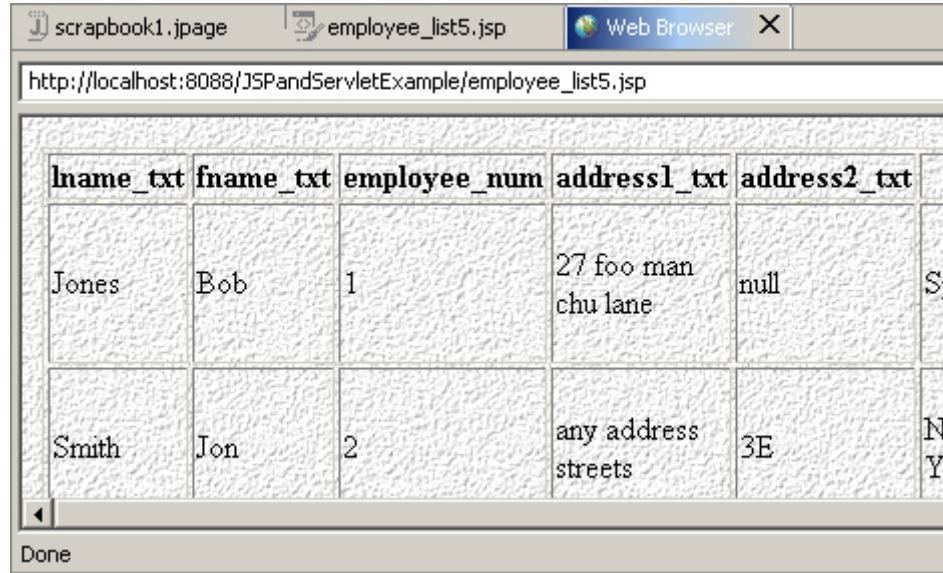 scrapbook1.jpage employee_list5.jsp Web Browser
http://localhost:8088/JSPandServletExample/employee_list5.jsp
lname_txt fname_txt employee_num address1_txt address2_txt
Jones Bob 1 27 foo man chu lane null
Smith Jon 2 any address streets 3E
Done